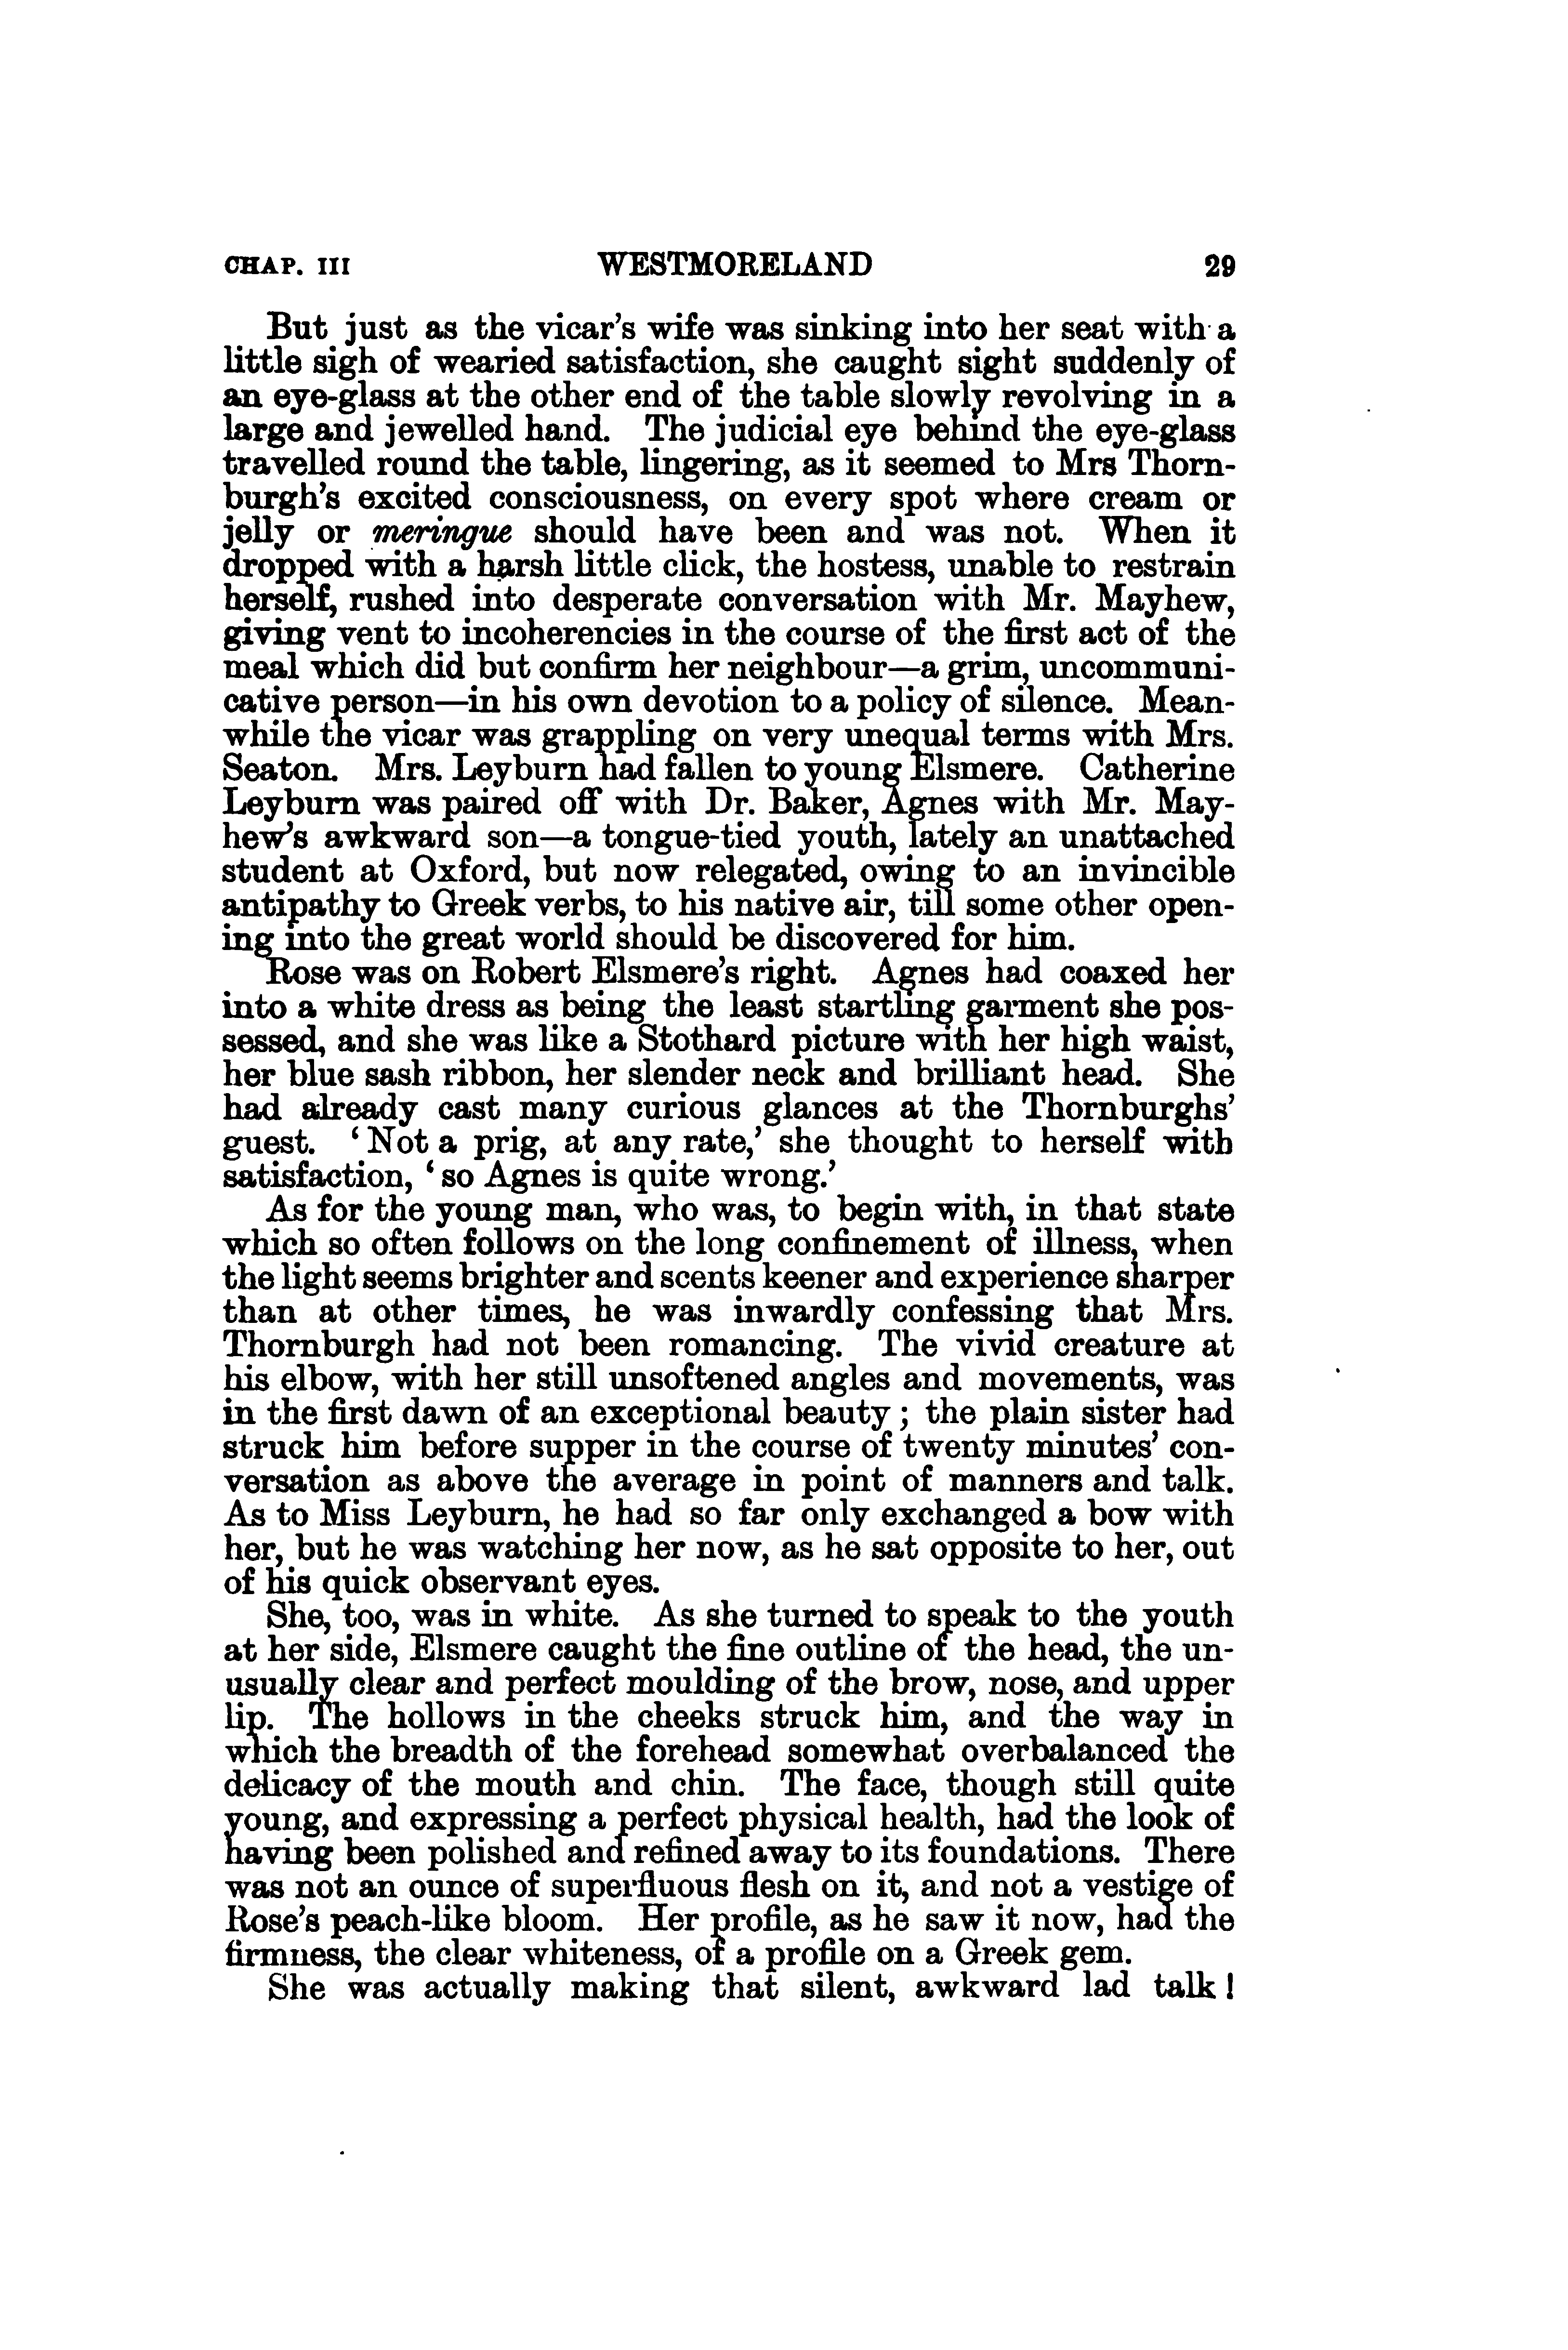 CHAP. III WESTMORELAND 29
But just as the vicar's wife was sinking into her seat with a
little sigh of wearied satisfaction, she caught sight suddenly of
an eye-glass at the other end of the table slowly revolving in a
large and jewelled hand. The judicial eye behind the eye-glass
travelled round the table, lingering, as it seemed to Mrs Thorn-
burgh's excited consciousness, on every spot where cream or
jelly or meringue should have been and was not. When it
dropped with a harsh little click, the hostess, unable to restrain
herself, rushed into desperate conversation with Mr. Mayhew,
giving vent to incoherencies in the course of the first act of the
meal which did but confirm her neighbour—a grim, uncommuni-
cative person—in his own devotion to a policy of silence. Mean-
while the vicar was grappling on very unequal terms with Mrs.
Seaton. Mrs. Leyburn had fallen to young Elsmere. Catherine
Leyburn was paired off with Dr. Baker, Agnes with Mr. May-
hew's awkward son—a tongue-tied youth, lately an unattached
student at Oxford, but now relegated, owing to an invincible
antipathy to Greek verbs, to his native air, till some other open-
ing into the great world should be discovered for him.
Rose was on Robert Elsmere's right. Agnes had coaxed her
into a white dress as being the least startling garment she pos-
sessed, and she was like a Stothard picture with her high waist,
her blue sash ribbon, her slender neck and brilliant head. She
had already cast many curious glances at the Thornburghs'
guest. 'Not a prig, at any rate,' she thought to herself with
satisfaction, 'so Agnes is quite wrong.'
As for the young man, who was, to begin with, in that state
which so often follows on the long confinement of illness, when
the light seems brighter and scents keener and experience sharper
than at other times, he was inwardly confessing that Mrs.
Thornburgh had not been romancing. The vivid creature at
his elbow, with her still unsoftened angles and movements, was
in the first dawn of an exceptional beauty; the plain sister had
struck him before supper in the course of twenty minutes' con-
versation as above the average in point of manners and talk.
As to Miss Leyburn, he had so far only exchanged a bow with
her, but he was watching her now, as he sat opposite to her, out
of his quick observant eyes.
She, too, was in white. As she turned to speak to the youth
at her side, Elsmere caught the fine outline of the head, the un-
usually clear and perfect moulding of the brow, nose, and upper
lip. The hollows in the cheeks struck him, and the way in
which the breadth of the forehead somewhat overbalanced the
delicacy of the mouth and chin. The face, though still quite
young, and expressing a perfect physical health, had the look of
having been polished and refined away to its foundations. There
was not an ounce of superfluous flesh on it, and not a vestige of
Rose's peach-like bloom. Her profile, as he saw it now, had the
firmness, the clear whiteness, of a profile on a Greek gem.
She was actually making that silent, awkward lad talk!